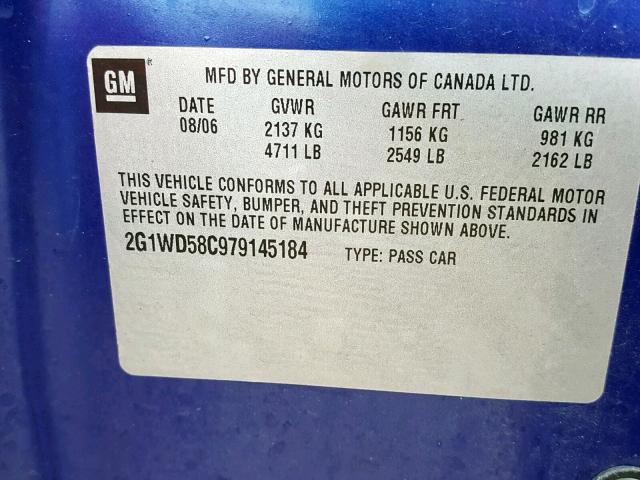 GM
MFD BY GENERAL MOTORS OF CANADA LTD.
DATE GVWR GAWR FRT GAWR RR
08/06 2137 KG 1156 KG 981 KG
4711 LB 2549 LB 2162 LB
THIS VEHICLE CONFORMS TO ALL APPLICABLE U.S. FEDERAL MOTOR
VEHICLE SAFETY, BUMPER, AND THEFT PREVENTION STANDARDS IN
EFFECT ON THE DATE OF MANUFACTURE SHOWN ABOVE.
2G1WD58C979145184 TYPE: PASS CAR